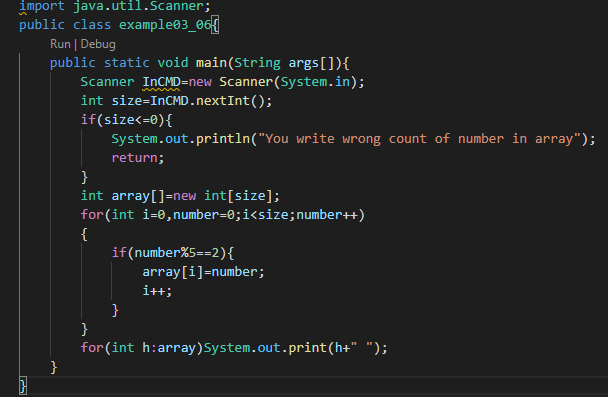 import java.util.Scanner;
public class example03_06{
Run | Debug
public static void main(String args[]){
Scanner InCMD=new Scanner(System.in);
int size=InCMD.nextInt();
if(size<=0){
System.out.println("You write wrong count of number in array");
return;
}
int array[]=new int[size];
for(int i=0,number=0;i<size;number++)
{
if(number%5==2){
array[i]=number;
i++;
}
}
for(int h:array)System.out.print(h+" ");
}
}